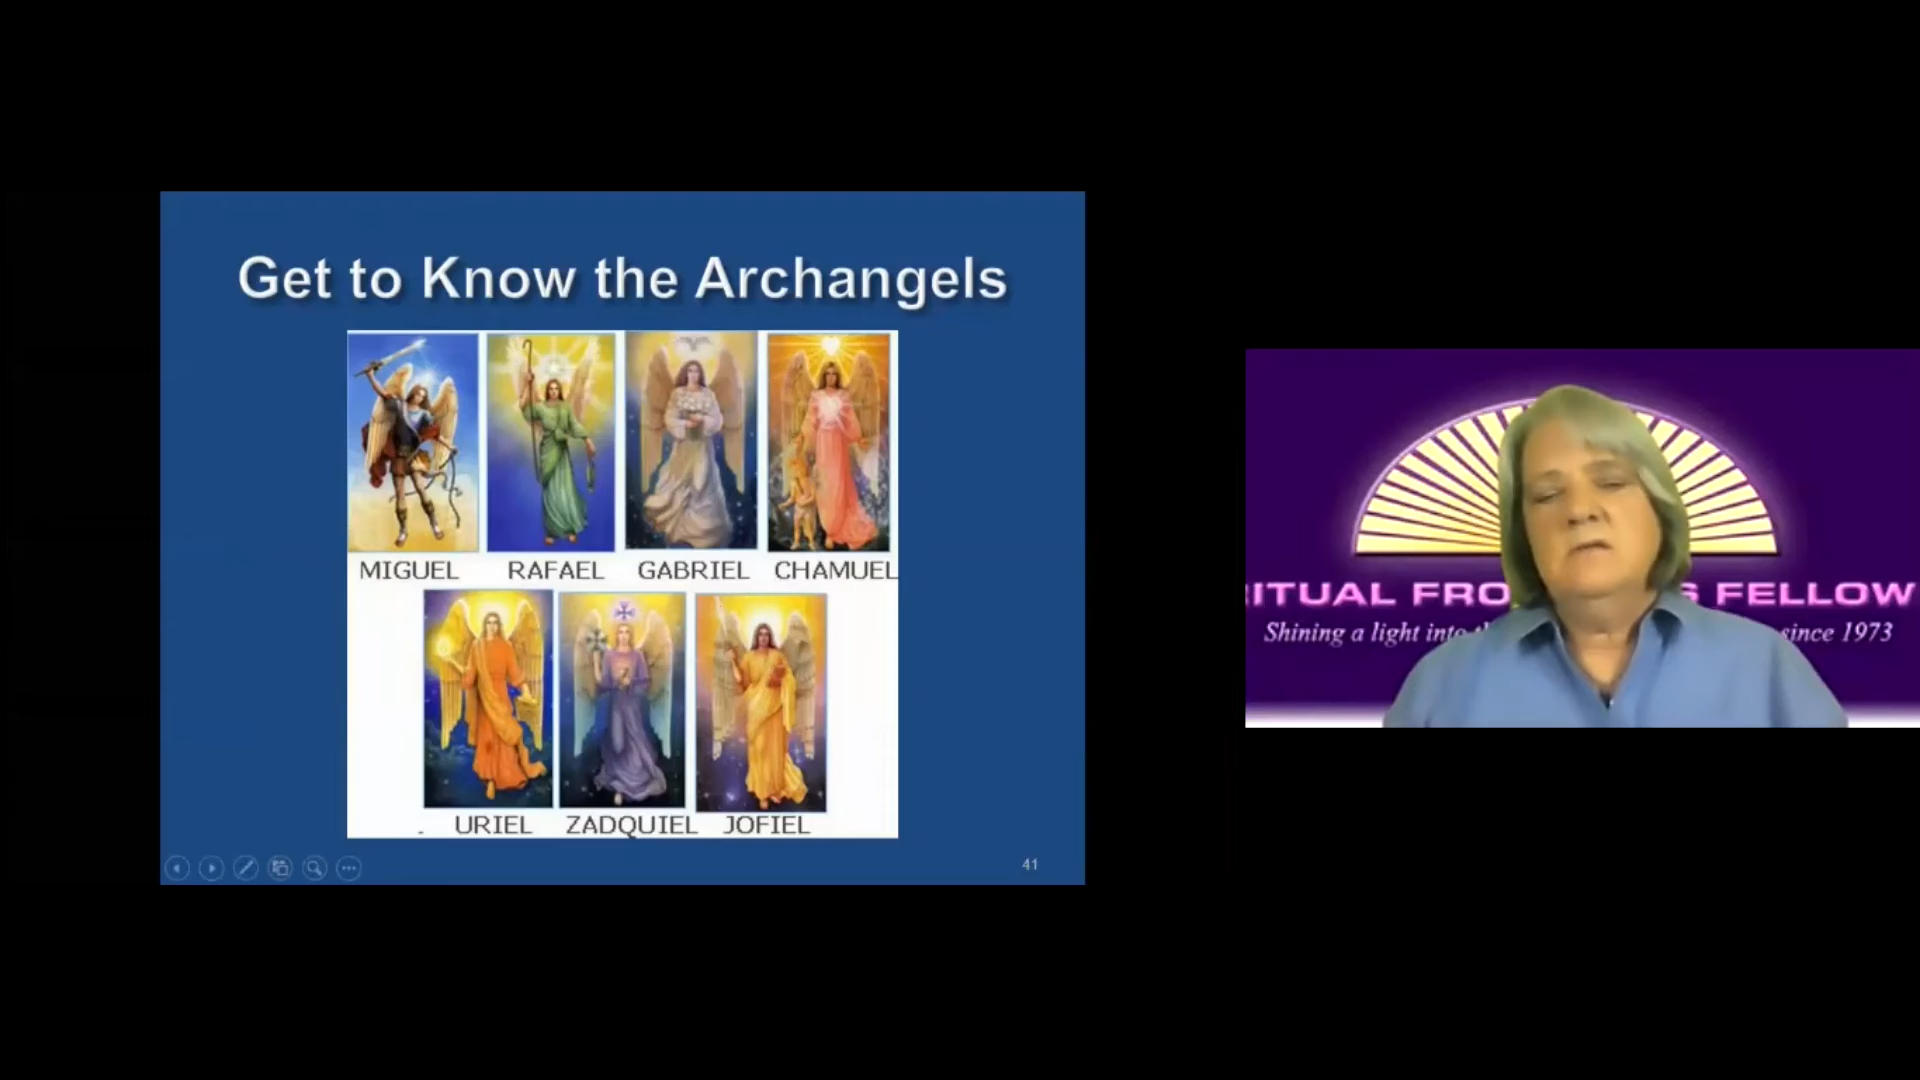 Get to Know the Archangels
MIGUEL RAFAEL GABRIEL CHAMUEL
URIEL ZADQUIEL JOFIEL
41
RITUAL FRO S FELLOW
Shining a light into since 1973